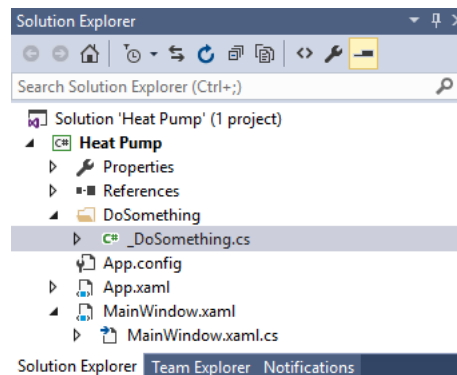 Solution Explorer
Search Solution Explorer (Ctrl+;)
Solution 'Heat Pump' (1 project)
C# Heat Pump
Properties
References
DoSomething
C# _DoSomething.cs
App.config
App.xaml
MainWindow.xaml
MainWindow.xaml.cs
Solution Explorer Team Explorer Notifications